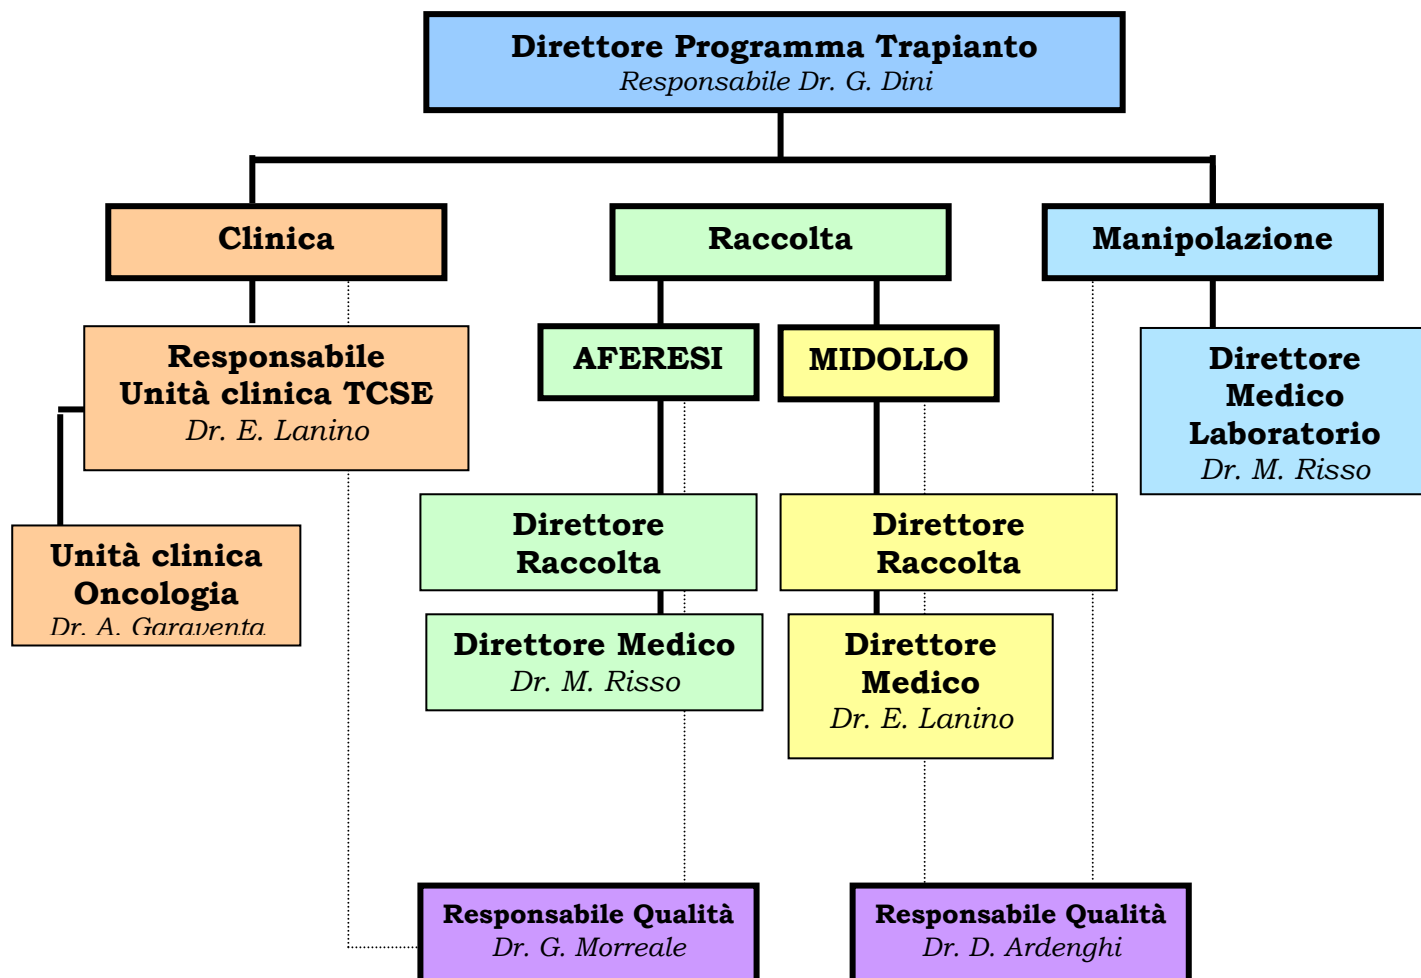 Direttore Programma Trapianto
Responsabile Dr. G. Dini
Clinica
Raccolta
Manipolazione
Responsabile
Unità clinica TCSE
Dr. E. Lanino
AFERESI
MIDOLLO
Direttore
Medico
Laboratorio
Dr. M. Risso
Unità clinica
Oncologia
Dr. A. Garaventa
Direttore
Raccolta
Direttore
Raccolta
Direttore Medico
Dr. M. Risso
Direttore
Medico
Dr. E. Lanino
Responsabile Qualità
Dr. G. Morreale
Responsabile Qualità
Dr. D. Ardenghi